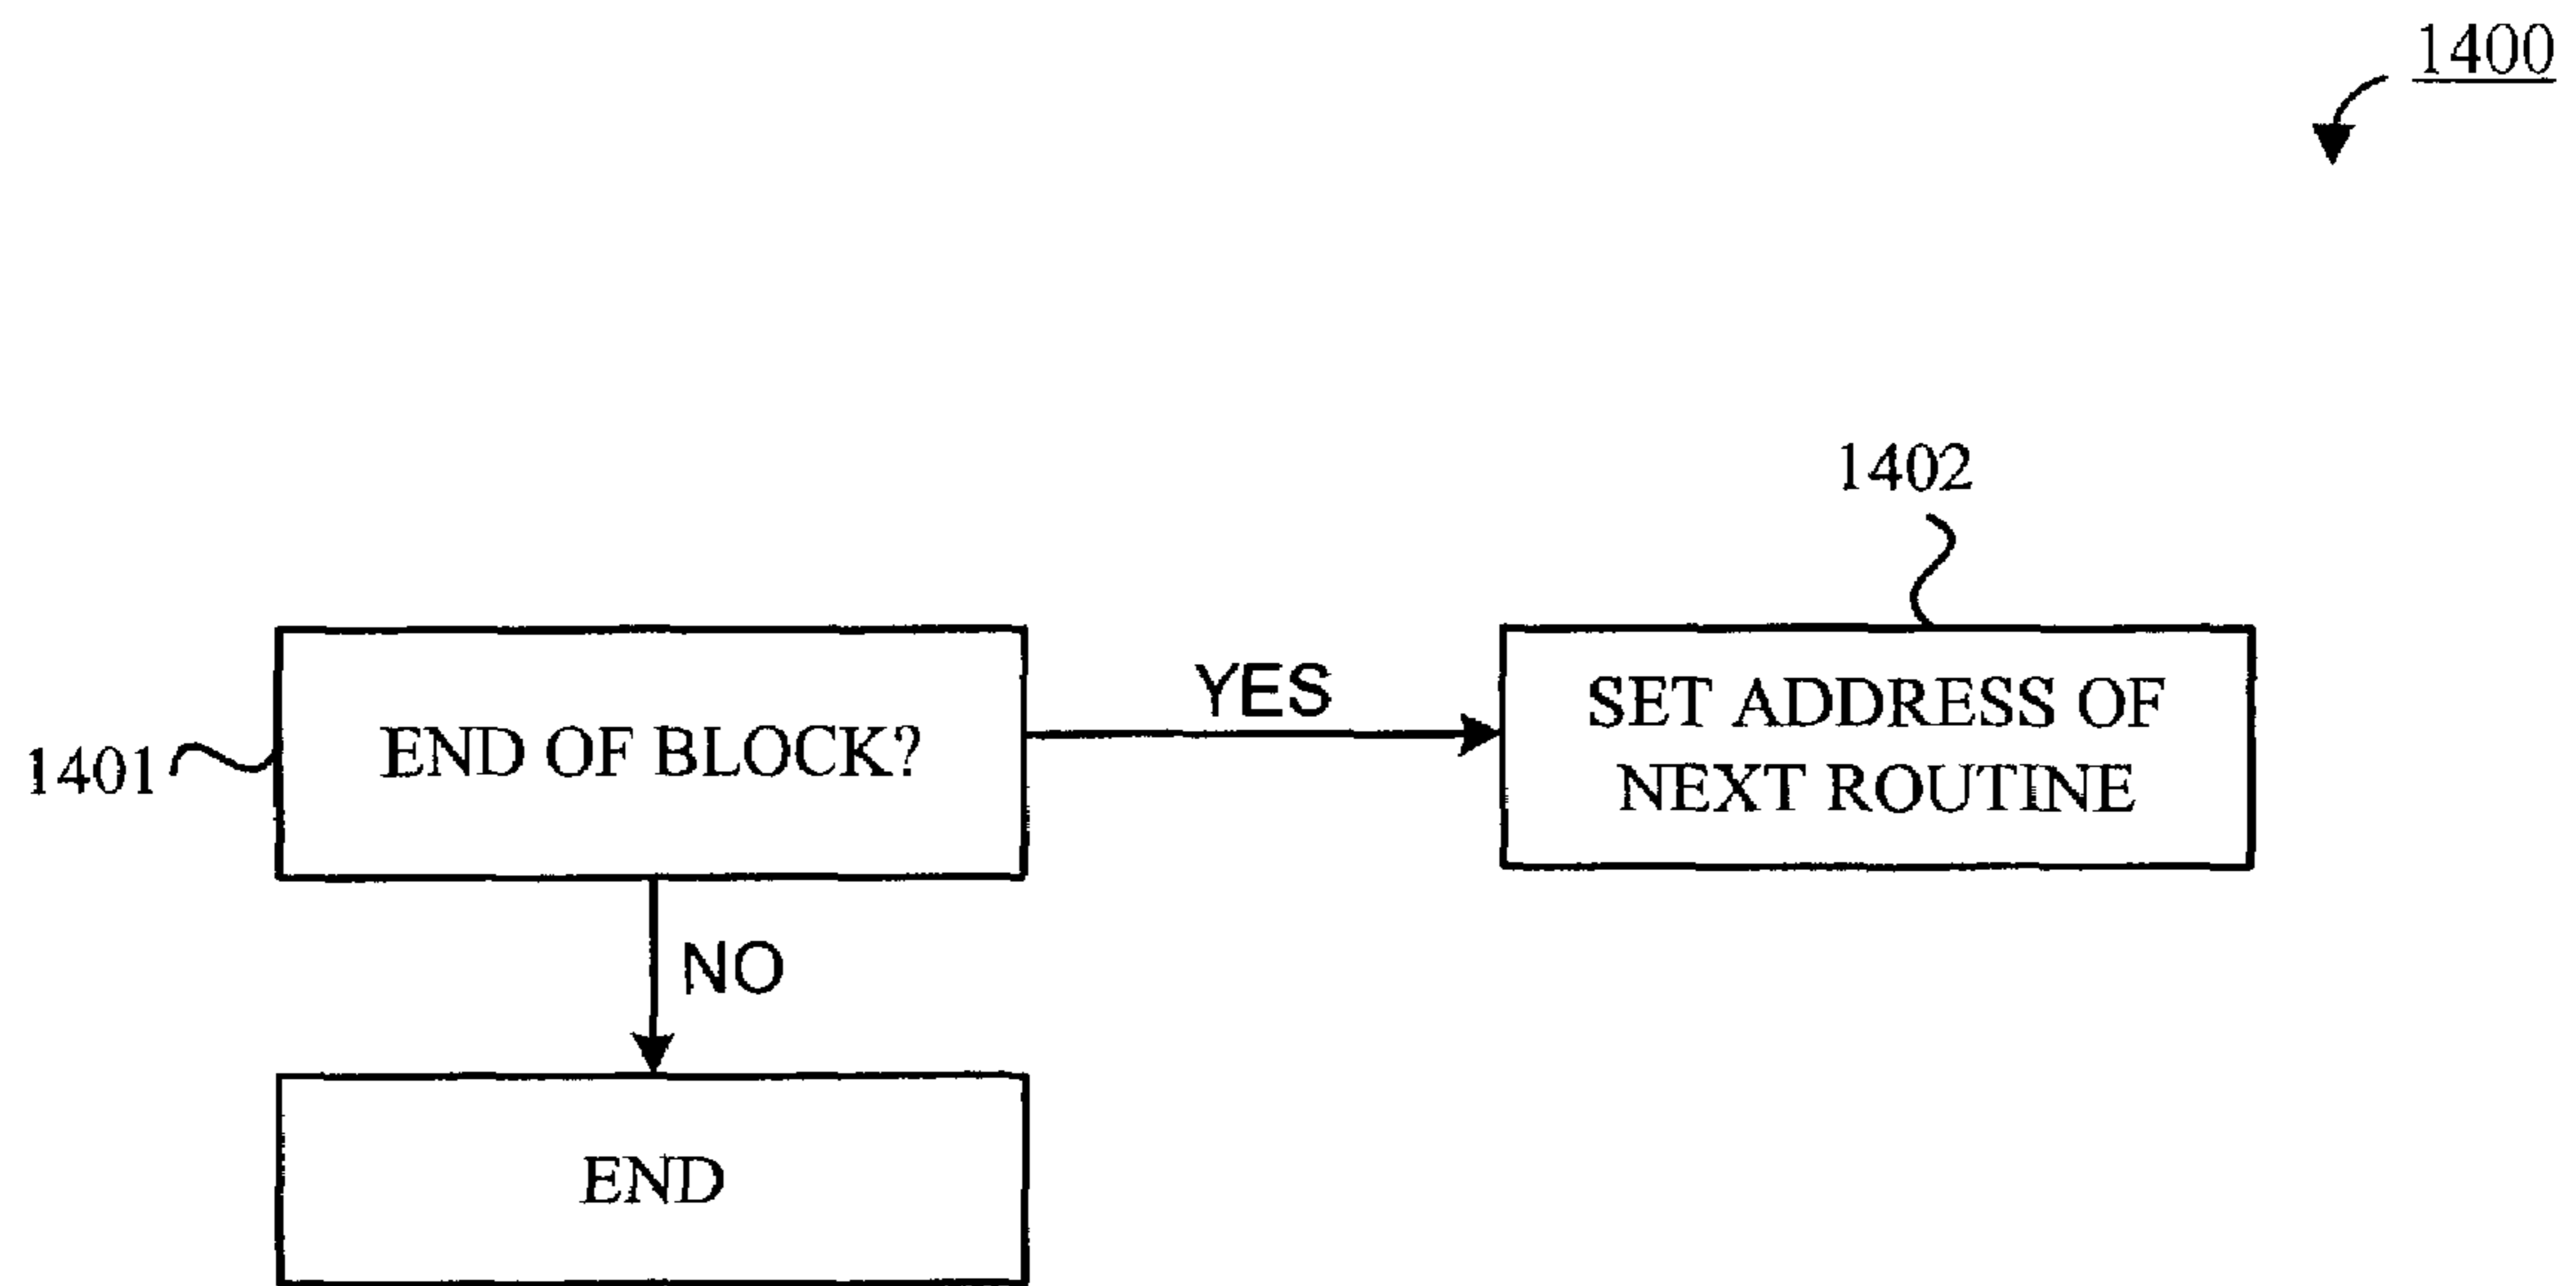 1400
1402
1401
END OF BLOCK?
YES
SET ADDRESS OF
NEXT ROUTINE
NO
END